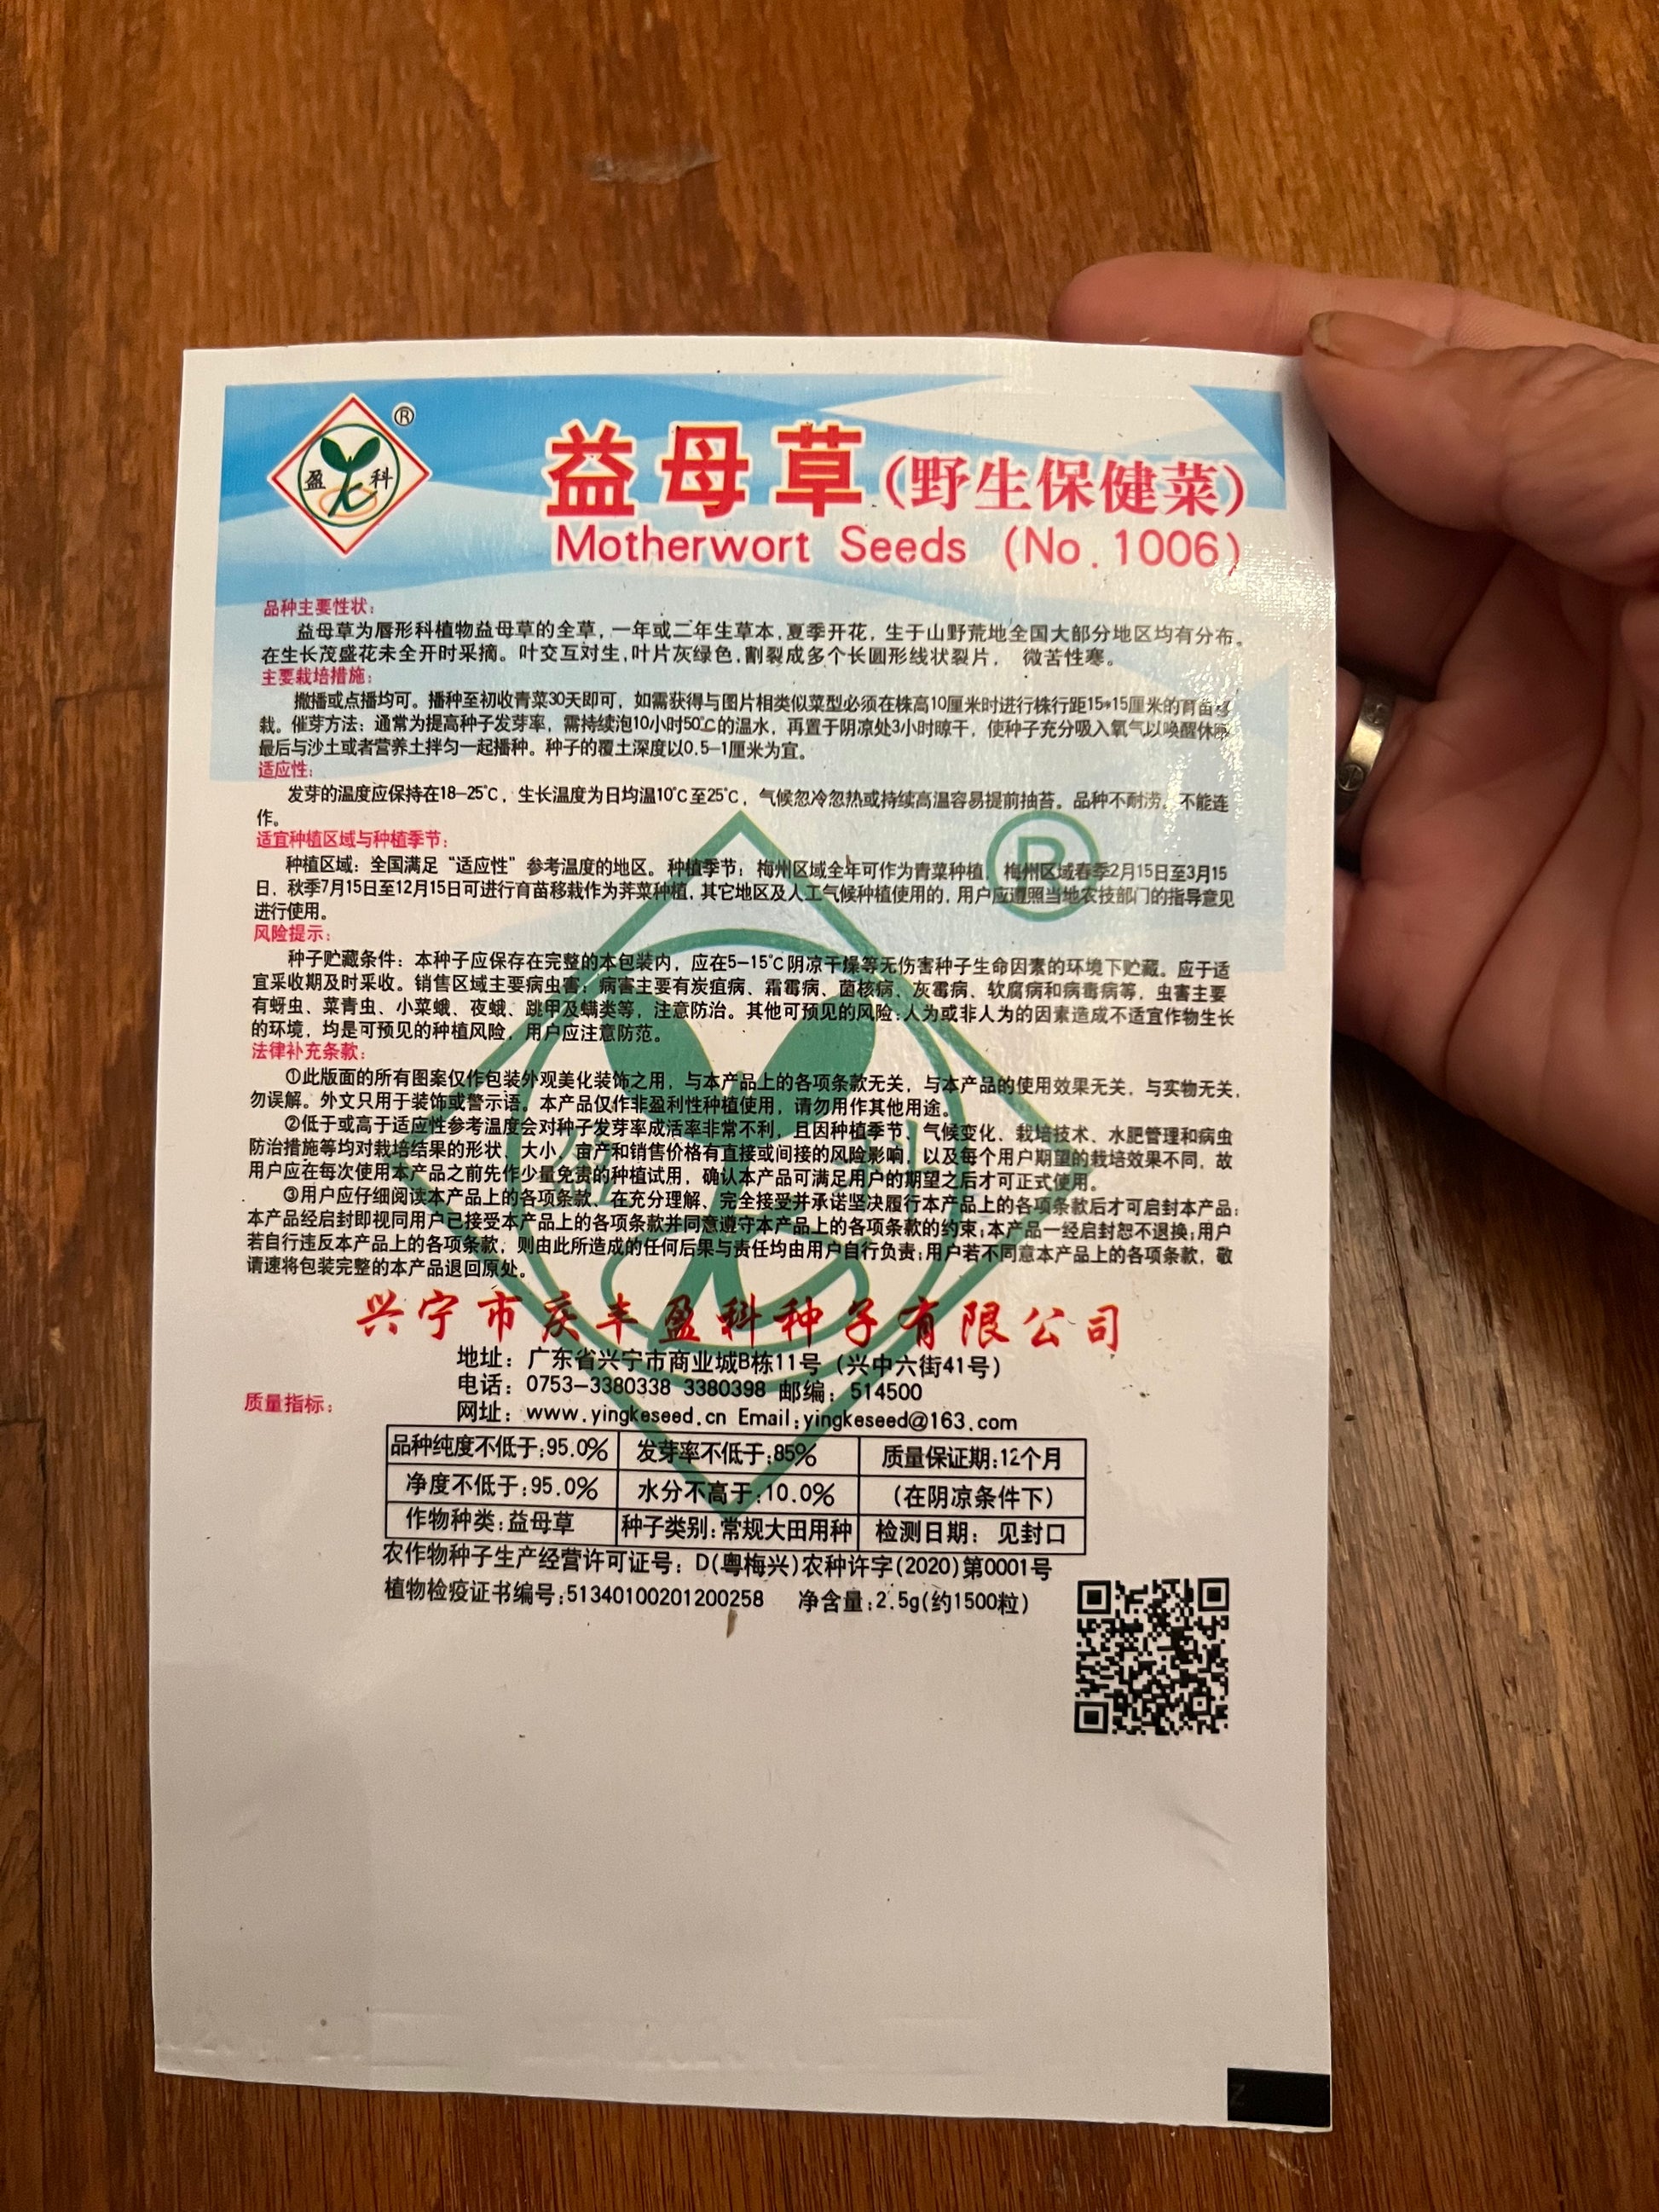 盈 科 ®
益母草(野生保健菜)
Motherwort Seeds (No.1006)
品种主要性状:
益母草为唇形科植物益母草的全草,一年或二年生草本,夏季开花,生于山野荒地全国大部分地区均有分布。
在生长茂盛花未全开时采摘。叶交互对生,叶片灰绿色,割裂成多个长圆形线状裂片, 微苦性寒。
主要栽培措施:
撒播或点播均可。播种至初收青菜30天即可,如需获得与图片相类似菜型必须在株高10厘米时进行株行距15*15厘米的育苗移
栽。催芽方法:通常为提高种子发芽率,需持续泡10小时50℃的温水,再置于阴凉处3小时晾干,使种子充分吸入氧气以唤醒休眠
最后与沙土或者营养土拌匀一起播种。种子的覆土深度以0.5-1厘米为宜。
适应性:
发芽的温度应保持在18-25℃,生长温度为日均温10℃至25℃,气候忽冷忽热或持续高温容易提前抽苔。品种不耐涝。不能连
作。
适宜种植区域与种植季节:
种植区域:全国满足“适应性”参考温度的地区。种植季节:梅州区域全年可作为青菜种植,梅州区域春季2月15日至3月15
日,秋季7月15日至12月15日可进行育苗移栽作为荠菜种植,其它地区及人工气候种植使用的,用户应遵照当地农技部门的指导意见
进行使用。
风险提示:
种子贮藏条件:本种子应保存在完整的本包装内,应在5-15℃阴凉干燥等无伤害种子生命因素的环境下贮藏。应于适
宜采收期及时采收。销售区域主要病虫害:病害主要有炭疽病、霜霉病、菌核病、灰霉病、软腐病和病毒病等,虫害主要
有蚜虫、菜青虫、小菜蛾、夜蛾、跳甲及螨类等,注意防治。其他可预见的风险:人为或非人为的因素造成不适宜作物生长
的环境,均是可预见的种植风险,用户应注意防范。
法律补充条款:
①此版面的所有图案仅作包装外观美化装饰之用,与本产品上的各项条款无关,与本产品的使用效果无关,与实物无关,
勿误解。外文只用于装饰或警示语。本产品仅作非盈利性种植使用,请勿用作其他用途。
②低于或高于适应性参考温度会对种子发芽率成活率非常不利,且因种植季节、气候变化、栽培技术、水肥管理和病虫
防治措施等均对栽培结果的形状、大小、亩产和销售价格有直接或间接的风险影响,以及每个用户期望的栽培效果不同,故
用户应在每次使用本产品之前先作少量免责的种植试用,确认本产品可满足用户的期望之后才可正式使用。
③用户应仔细阅读本产品上的各项条款、在充分理解、完全接受并承诺坚决履行本产品上的各项条款后才可启封本产品;
本产品经启封即视同用户已接受本产品上的各项条款并同意遵守本产品上的各项条款的约束;本产品一经启封恕不退换;用户
若自行违反本产品上的各项条款,则由此所造成的任何后果与责任均由用户自行负责;用户若不同意本产品上的各项条款,敬
请速将包装完整的本产品退回原处。
兴宁市庆丰盈科种子有限公司
地址:广东省兴宁市商业城B栋11号(兴中六街41号)
电话:0753-3380338 3380398 邮编:514500
网址:www.yingkeseed.cn Email:yingkeseed@163.com
质量指标:
品种纯度不低于:95.0% 发芽率不低于:85% 质量保证期:12个月
净度不低于:95.0% 水分不高于:10.0% (在阴凉条件下)
作物种类:益母草 种子类别:常规大田用种 检测日期: 见封口
农作物种子生产经营许可证号:D(粤梅兴)农种许字(2020)第0001号
植物检疫证书编号:51340100201200258 净含量:2.5g(约1500粒)